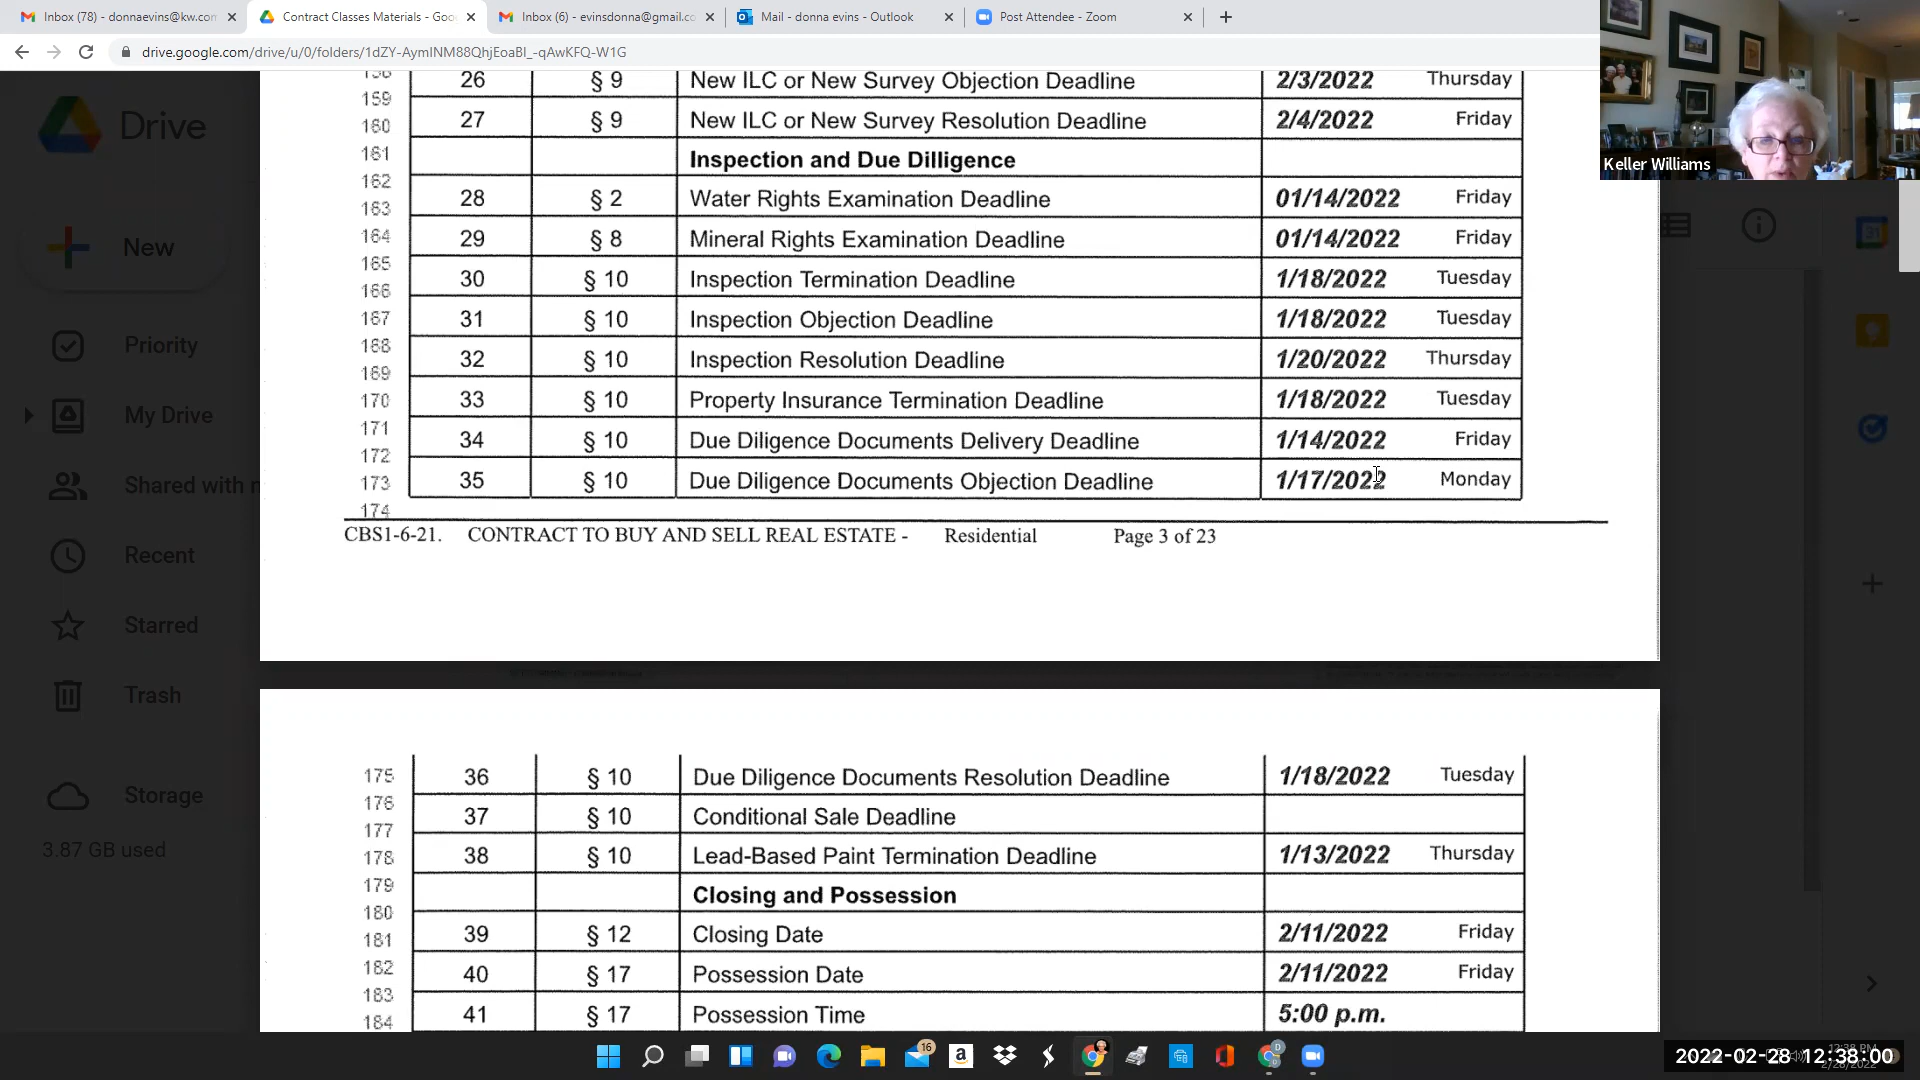 Inbox (78) - donnaevins@kw.com
Contract Classes Materials - Goo
Inbox (6) - evinsdonna@gmail.co
Mail - donna evins - Outlook
Post Attendee - Zoom
drive.google.com/drive/u/0/folders/1dZY-AymINM88QhjEoaBI_-qAwKFQ-W1G
Keller Williams
Drive
New
Priority
My Drive
Shared with
Recent
Starred
Trash
Storage
3.87 GB used
26 § 9 New ILC or New Survey Objection Deadline 2/3/2022 Thursday
159
27 § 9 New ILC or New Survey Resolution Deadline 2/4/2022 Friday
160
161 Inspection and Due Dilligence
162
28 § 2 Water Rights Examination Deadline 01/14/2022 Friday
163
164 29 § 8 Mineral Rights Examination Deadline 01/14/2022 Friday
165
30 § 10 Inspection Termination Deadline 1/18/2022 Tuesday
166
167 31 § 10 Inspection Objection Deadline 1/18/2022 Tuesday
168
32 § 10 Inspection Resolution Deadline 1/20/2022 Thursday
169
170 33 § 10 Property Insurance Termination Deadline 1/18/2022 Tuesday
171
34 § 10 Due Diligence Documents Delivery Deadline 1/14/2022 Friday
172
173 35 § 10 Due Diligence Documents Objection Deadline 1/17/2022 Monday
174
CBS1-6-21. CONTRACT TO BUY AND SELL REAL ESTATE - Residential Page 3 of 23
175 36 § 10 Due Diligence Documents Resolution Deadline 1/18/2022 Tuesday
176
37 § 10 Conditional Sale Deadline
177
178 38 § 10 Lead-Based Paint Termination Deadline 1/13/2022 Thursday
179
Closing and Possession
180
181 39 § 12 Closing Date 2/11/2022 Friday
182
40 § 17 Possession Date 2/11/2022 Friday
183
184 41 § 17 Possession Time 5:00 p.m.
16
2022-02-28 12:38:00